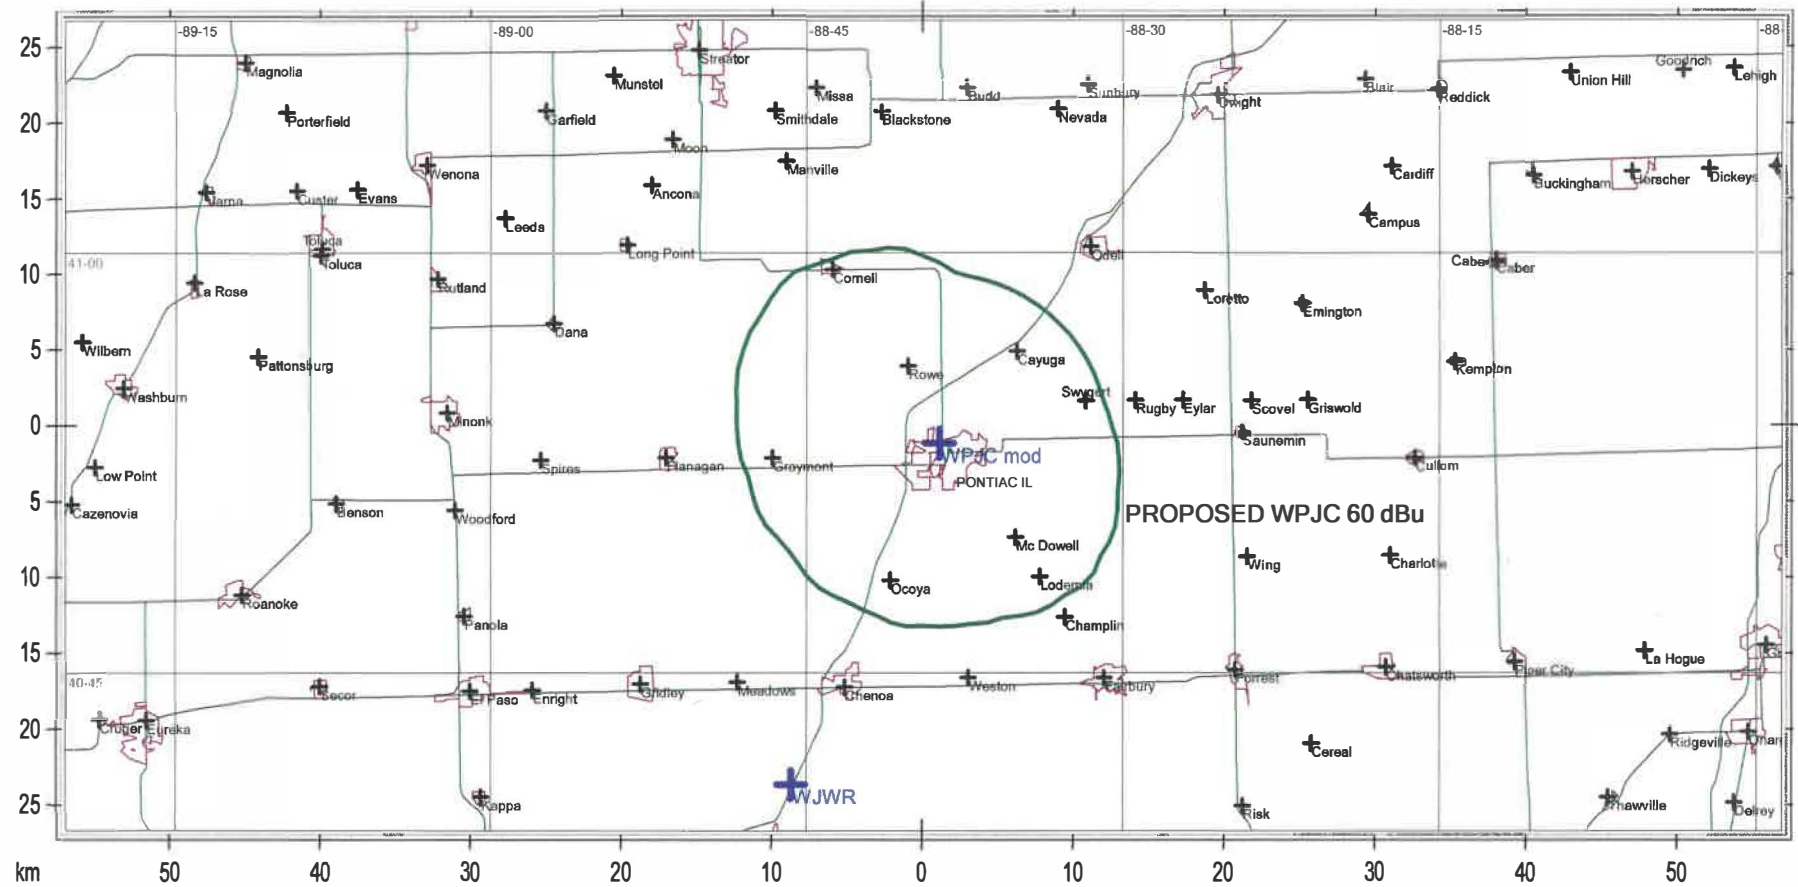 -89-15
-89-00
-88-45
-88-30
-88-15
-88
25
Magnolia
Streator
Goodrich
Munstel
Missa
Budd
Sunbury
Blair
Union Hill
Lehigh
Reddick
Dwight
20
Porterfield
Garfield
Smithdale
Blackstone
Nevada
Moon
Manville
Wenona
Cardiff
Buckingham
Herscher
Dickeys
15
Varna
Custer
Evans
Ancona
Leeds
Campus
Toluca
Long Point
Odell
41-00
Toluca
Cornell
Caber
Caber
10
La Rose
Rutland
Loretto
Emington
Dana
5
Wilbern
Pattonsburg
Rowe
Cayuga
Kempton
Washburn
Swygert
Rugby
Eylar
Scovel
Griswold
0
Minonk
Saunemin
WPJC mod
Low Point
Spires
Flanagan
Graymont
Cullom
PONTIAC IL
5
Cazenovia
Benson
Woodford
PROPOSED WPJC 60 dBu
Mc Dowell
Wing
Charlotte
10
Ocoya
Lodemia
Roanoke
Panola
Champlin
15
La Hogue
Piper City
40-45
Secor
El Paso
Enright
Gridley
Meadows
Chenoa
Weston
Fairbury
Forrest
Chatsworth
20
Cruger
Eureka
Cereal
Ridgeville
Onar
WJWR
25
Kappa
Risk
Thawville
Delrey
km
50
40
30
20
10
0
10
20
30
40
50